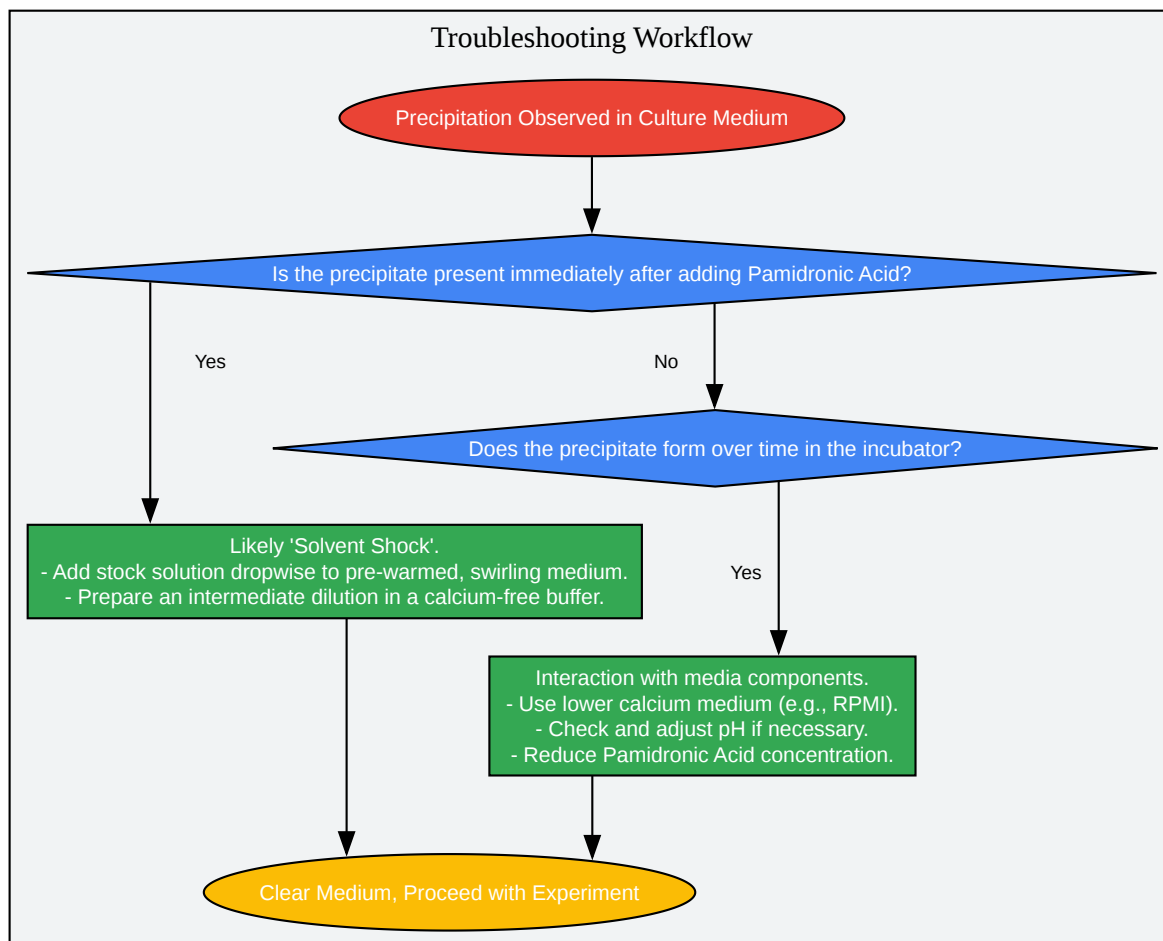 Troubleshooting Workflow
Precipitation Observed in Culture Medium
Is the precipitate present immediately after adding Pamidronic Acid?
Yes
No
Does the precipitate form over time in the incubator?
Likely 'Solvent Shock'.
- Add stock solution dropwise to pre-warmed, swirling medium.
- Prepare an intermediate dilution in a calcium-free buffer.
Yes
Interaction with media components.
- Use lower calcium medium (e.g., RPMI).
- Check and adjust pH if necessary.
- Reduce Pamidronic Acid concentration.
Clear Medium, Proceed with Experiment